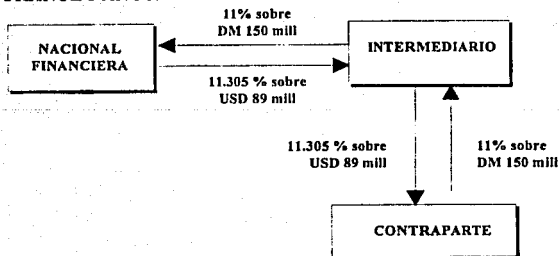 11% sobre
DM 150 mill
NACIONAL
FINANCIERA
INTERMEDIARIO
11.305 % sobre
USD 89 mill
11.305 % sobre
USD 89 mill
11% sobre
DM 150 mill
CONTRAPARTE